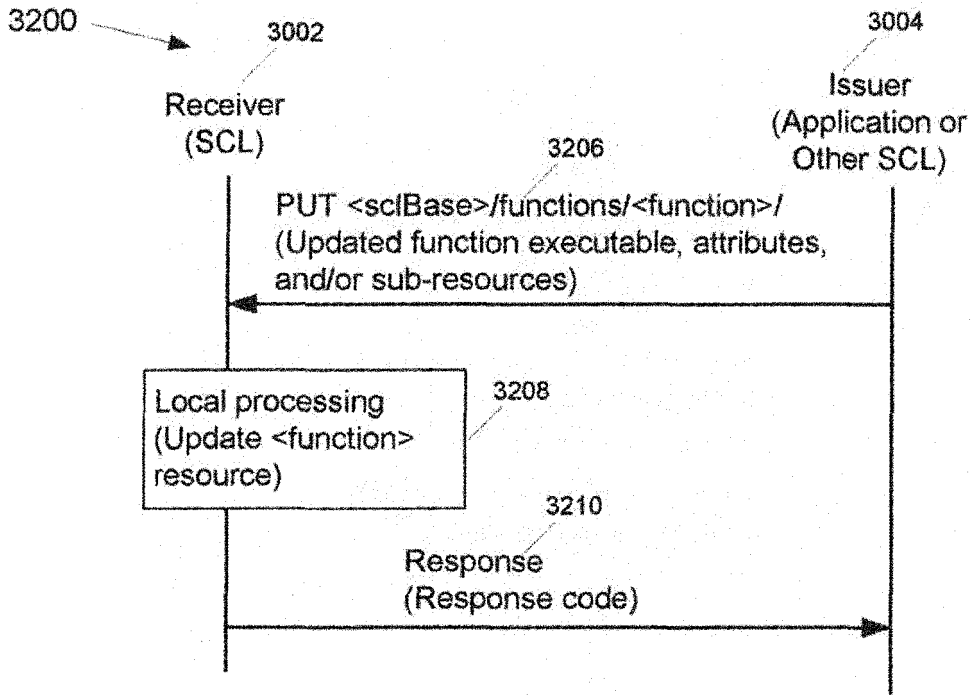 3200
3002
3004
Receiver
(SCL)
Issuer
(Application or
Other SCL)
3206
PUT <sclBase>/functions/<function>/
(Updated function executable, attributes,
and/or sub-resources)
Local processing
(Update <function>
resource)
3208
3210
Response
(Response code)